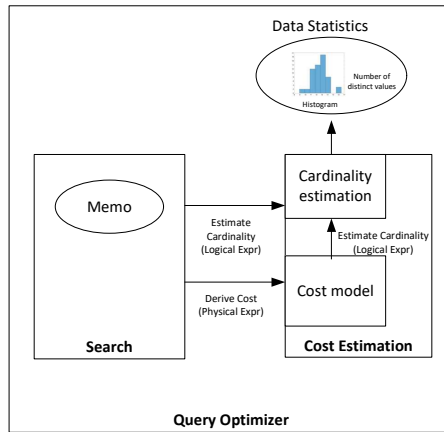 Data Statistics
Number of
distinct values
Histogram
Cardinality
estimation
Memo
Estimate
Cardinality
(Logical Expr)
Estimate Cardinality
(Logical Expr)
Cost model
Derive Cost
(Physical Expr)
Search
Cost Estimation
Query Optimizer